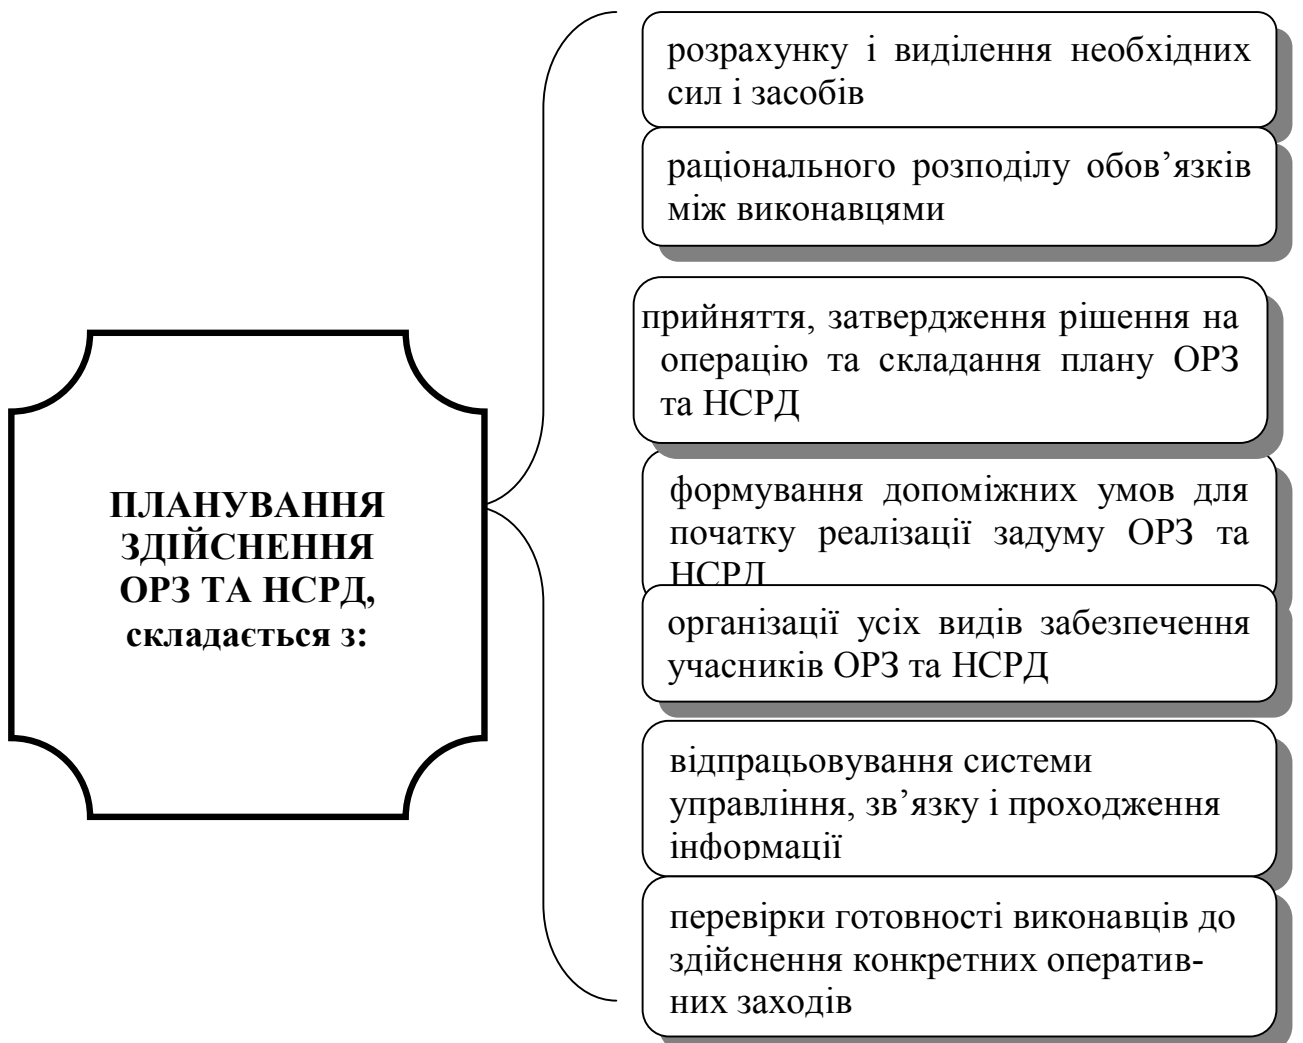 ПЛАНУВАННЯ
ЗДІЙСНЕННЯ
ОРЗ ТА НСРД,
складається з:
розрахунку і виділення необхідних
сил і засобів
раціонального розподілу обов’язків
між виконавцями
прийняття, затвердження рішення на
операцію та складання плану ОРЗ
та НСРД
формування допоміжних умов для
початку реалізації задуму ОРЗ та
НСРД
організації усіх видів забезпечення
учасників ОРЗ та НСРД
відпрацьовування системи
управління, зв’язку і проходження
інформації
перевірки готовності виконавців до
здійснення конкретних оператив-
них заходів